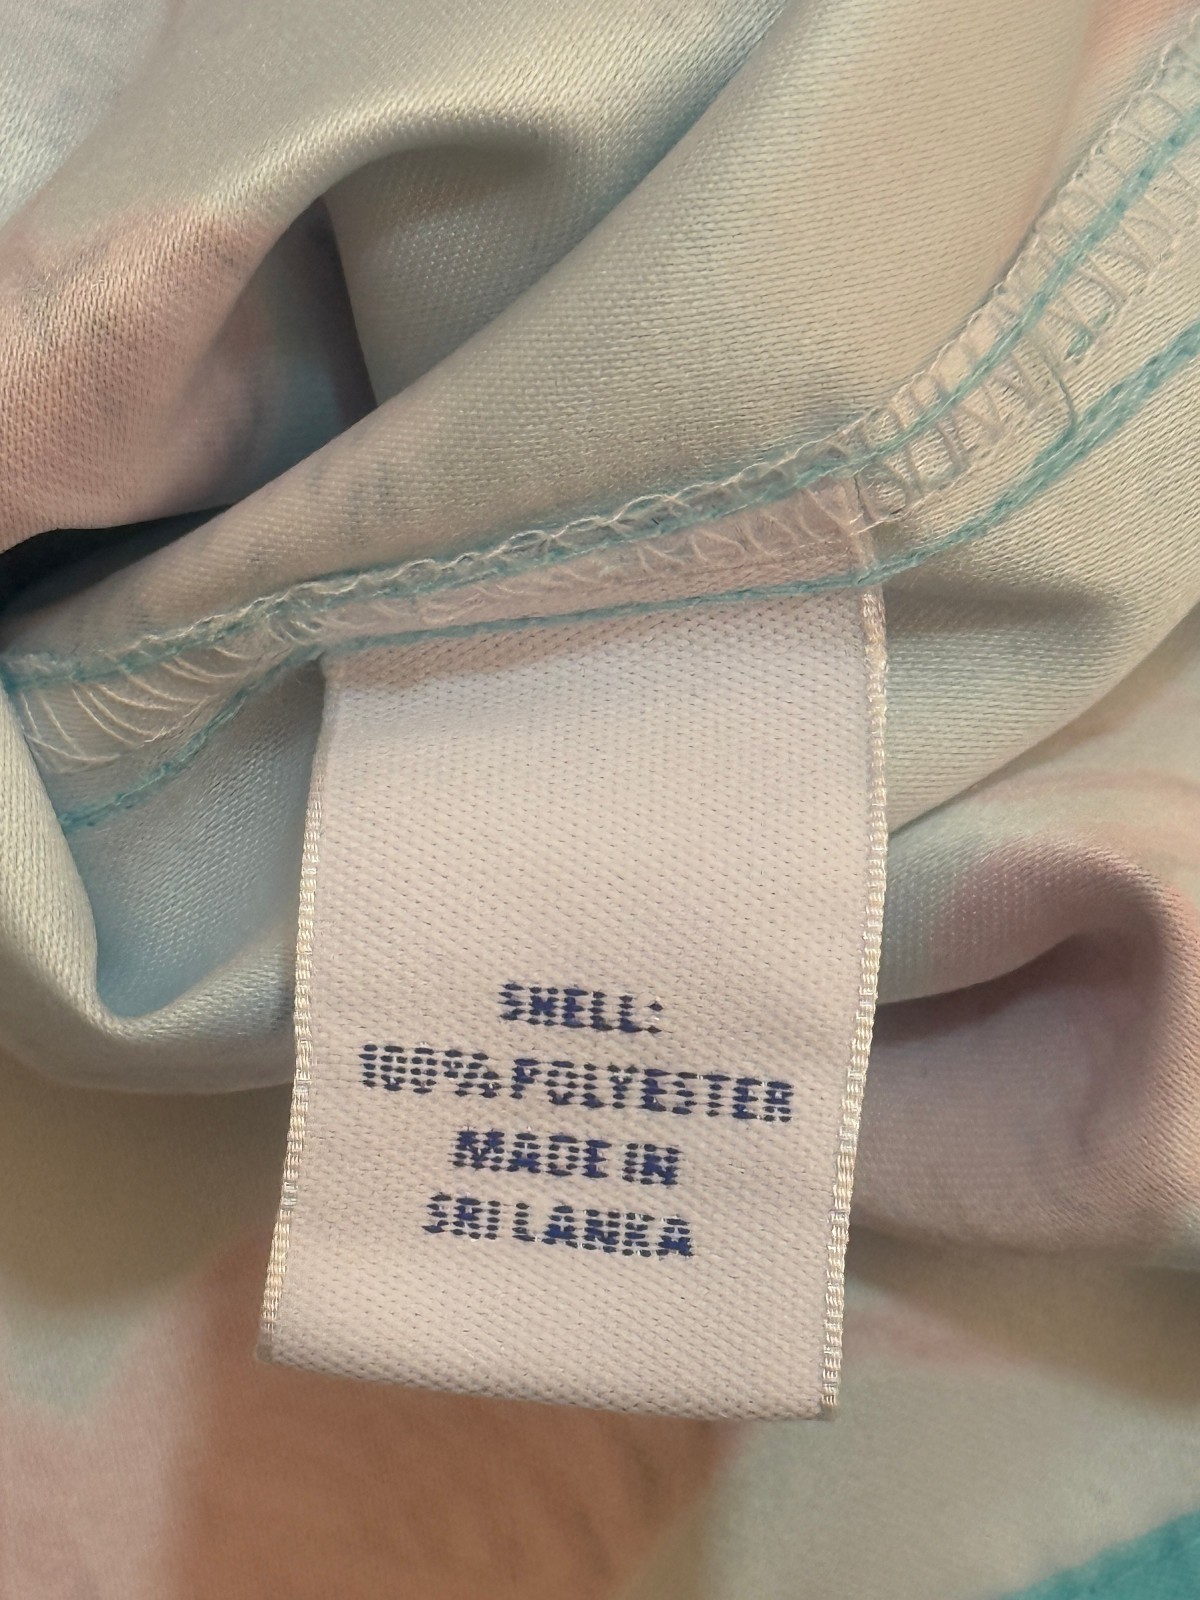 SHELL:
100% POLYESTER
MADE IN
SRI LANKA